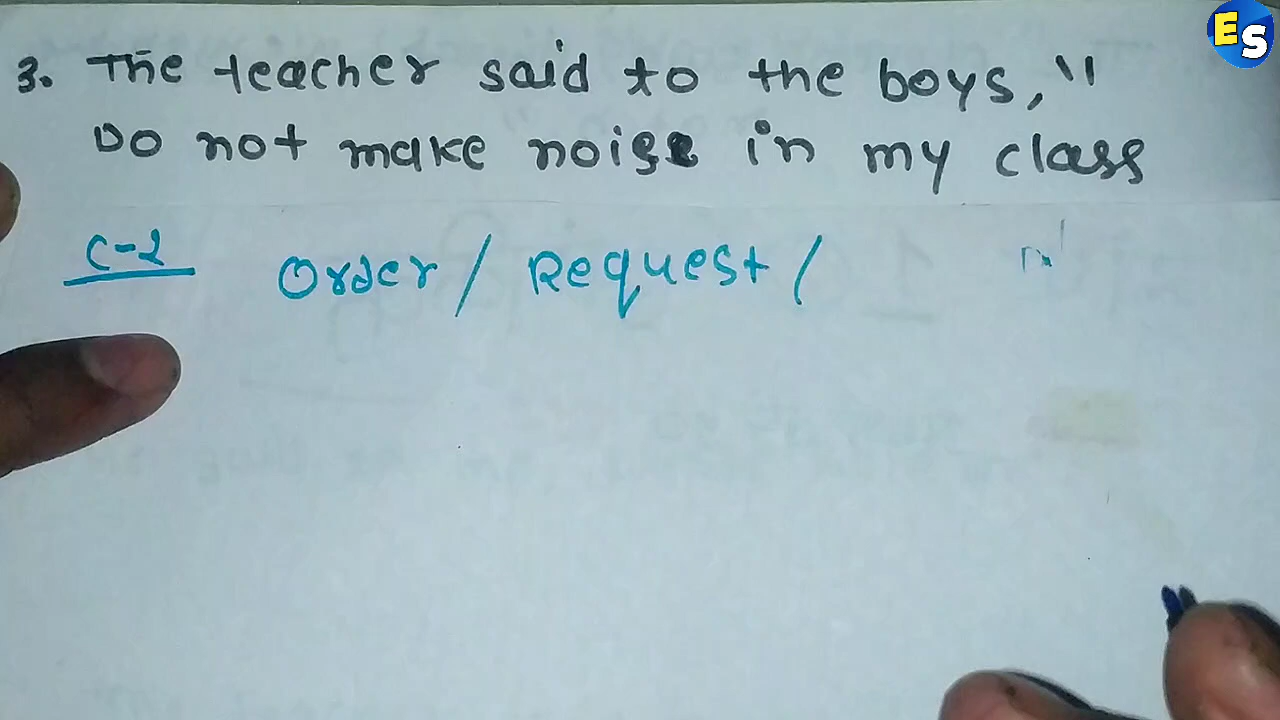 ES
3. The teacher said to the boys, "
Do not make noise in my class
C-2 Order / Request /